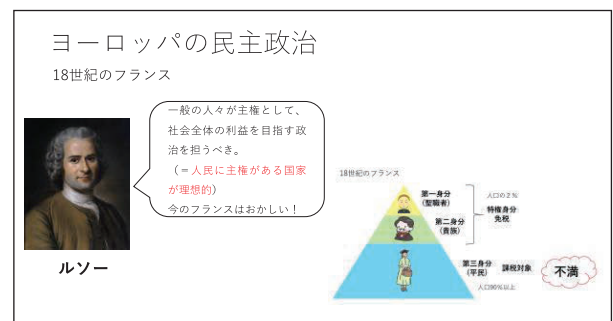 ヨーロッパの民主政治
18世紀のフランス
一般の人々が主権として、
社会全体の利益を目指す政
治を担うべき。
（＝人民に主権がある国家
が理想的）
今のフランスはおかしい！
ルソー
18世紀のフランス
第一身分
(聖職者)
第二身分
(貴族)
人口の2％
特権身分
免税
第三身分
(平民)
課税対象
不満
人口90％以上